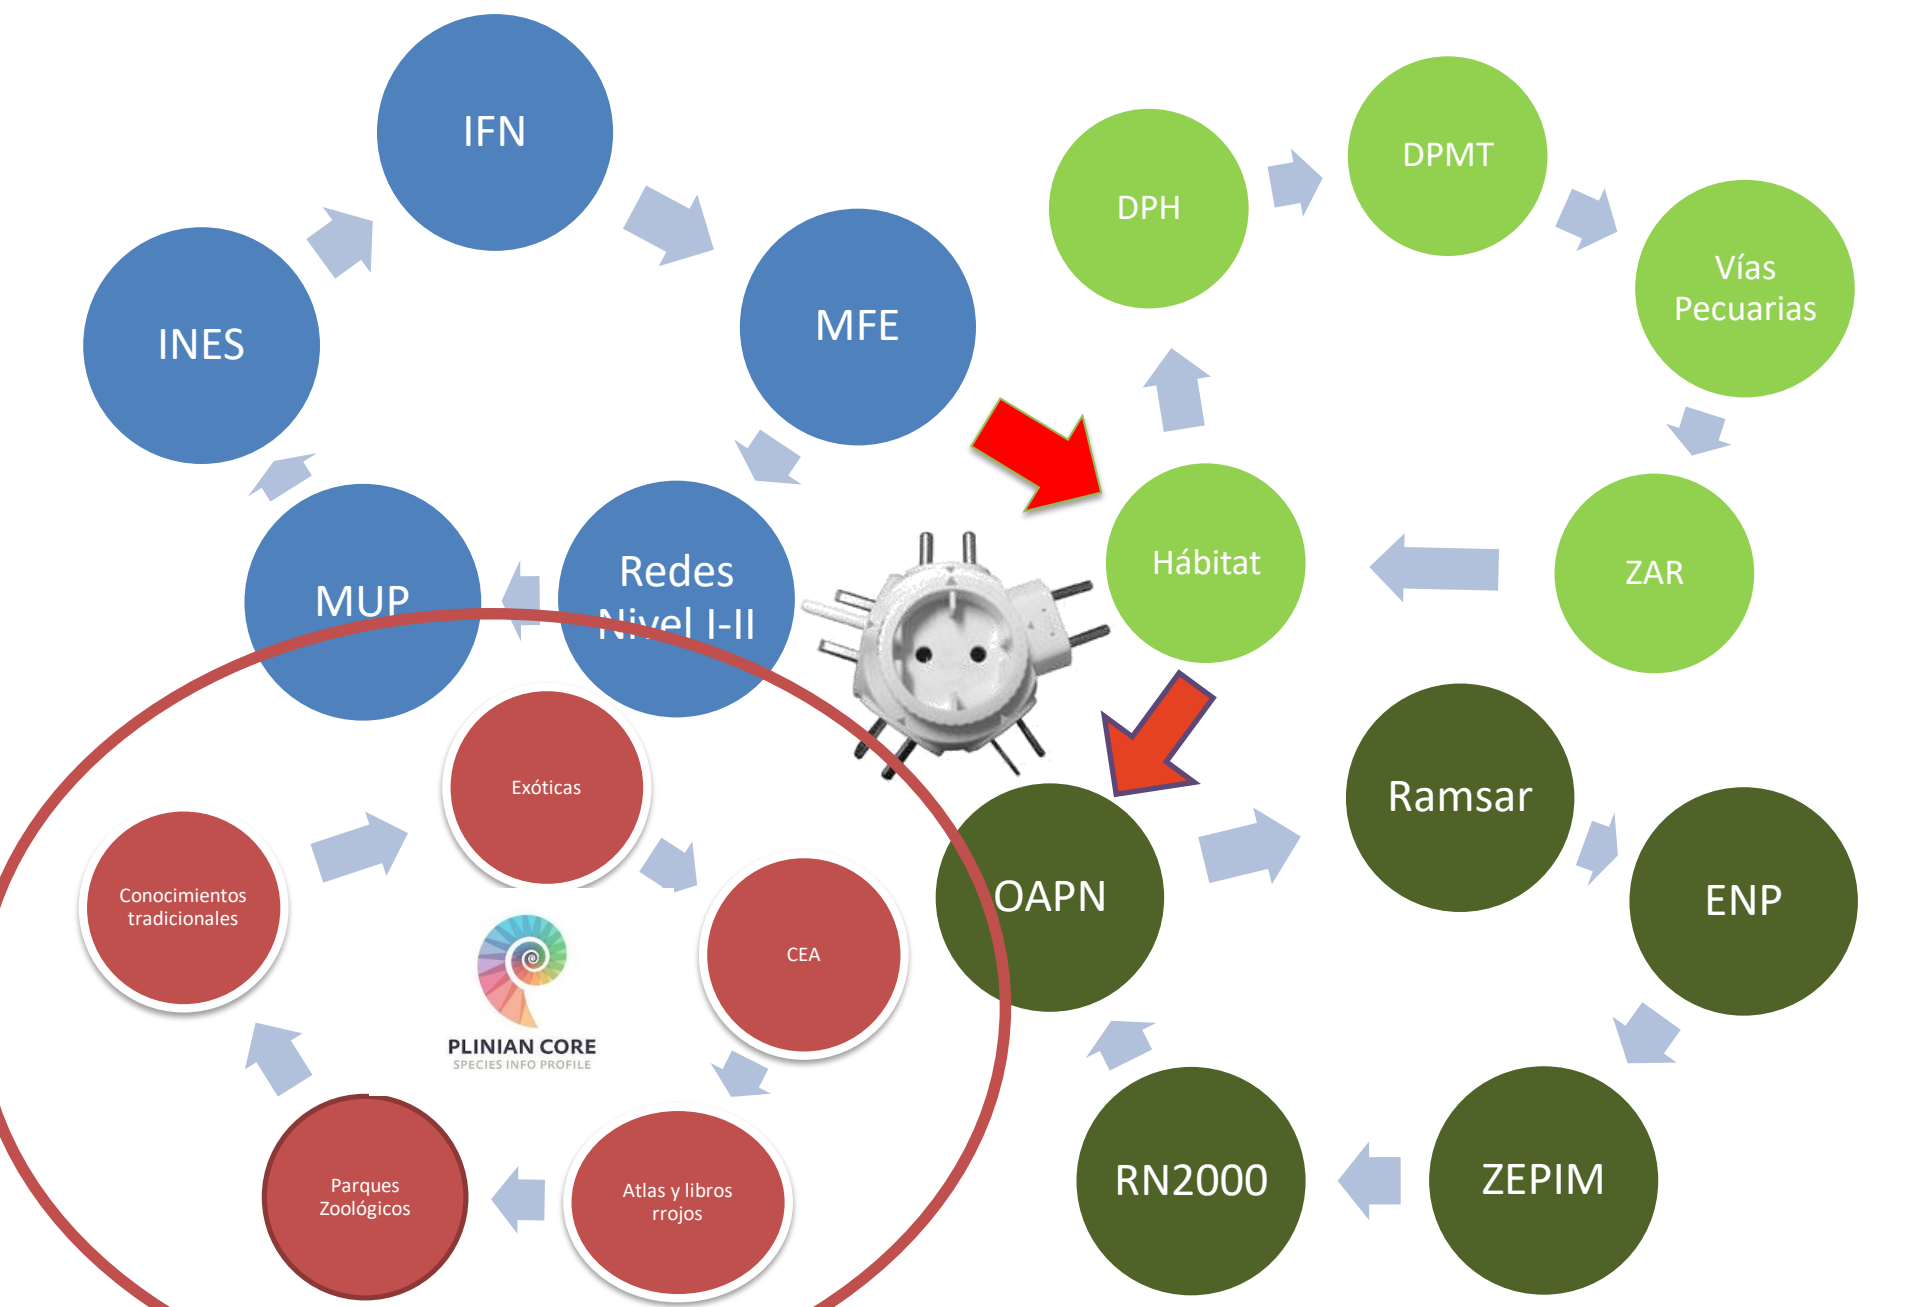 IFN
DPMT
DPH
Vías
Pecuarias
MFE
INES
Hábitat
ZAR
Redes
Nivel I-II
MUP
Exóticas
Ramsar
OAPN
ENP
Conocimientos
tradicionales
CEA
PLINIAN CORE
SPECIES INFO PROFILE
RN2000
ZEPIM
Parques
Zoológicos
Atlas y libros
rrojos